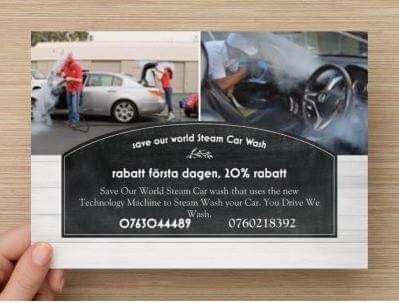 save our world Steam Car Wash
rabatt första dagen, 20% rabatt
Save Our World Steam Car wash that uses the new
Technology Machine to Steam Wash your Car. You Drive We
Wash.
0763044489 0760218392